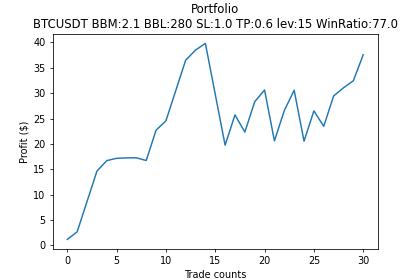 Portfolio
BTCUSDT BBM:2.1 BBL:280 SL:1.0 TP:0.6 lev:15 WinRatio:77.0
40
35
30
25
20
15
10
5
0
Profit ($)
0 5 10 15 20 25 30
Trade counts